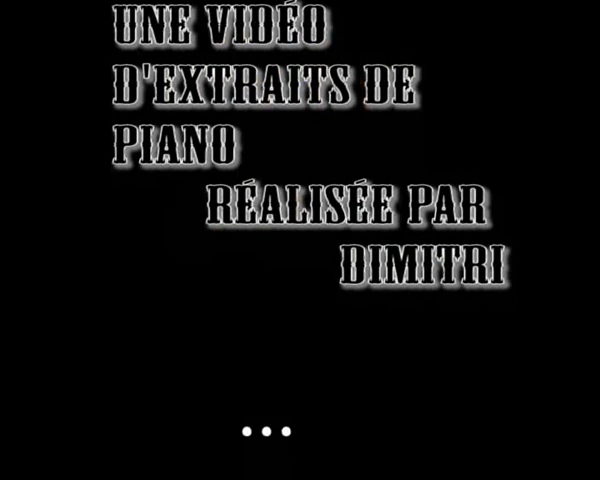 UNE VIDÉO
D'EXTRAITS DE
PIANO
RÉALISÉE PAR
DIMITRI
...